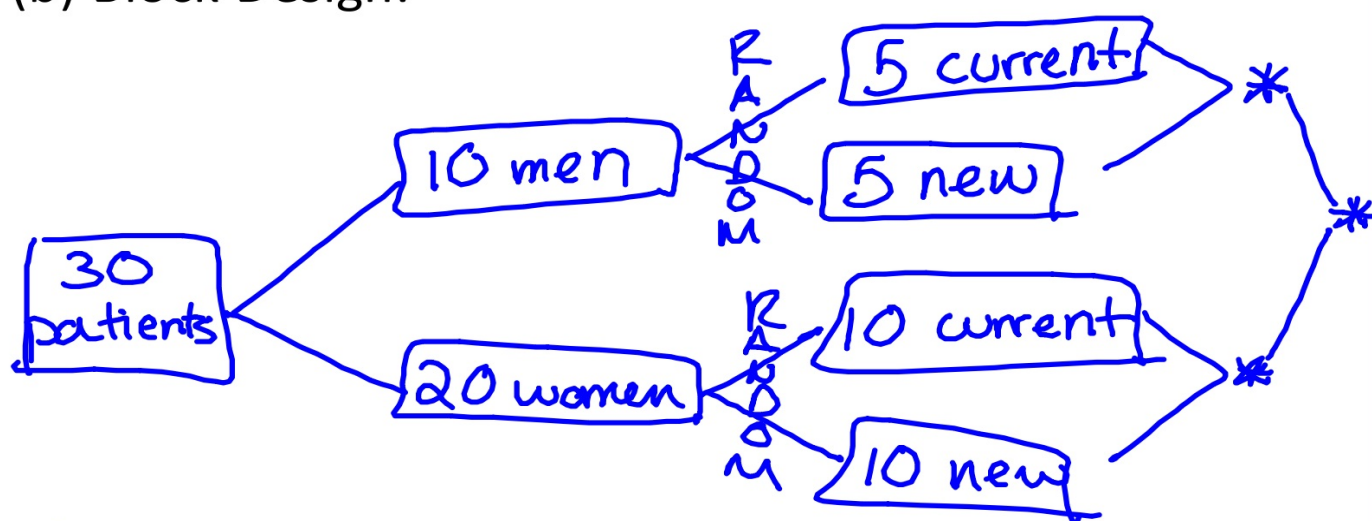 (b) Block Design:
30
patients
10 men
RANDOM
5 current
5 new
*
20 women
RANDOM
10 current
10 new
*
*